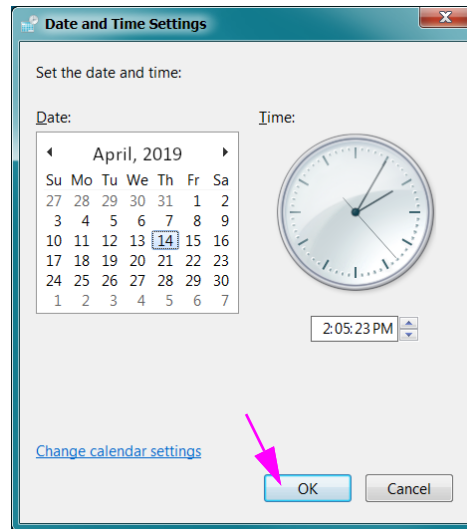 Date and Time Settings
Set the date and time:
Date:
Time:
April, 2019
Su Mo Tu We Th Fr Sa
27 28 29 30 31 1 2
3 4 5 6 7 8 9
10 11 12 13 14 15 16
17 18 19 20 21 22 23
24 25 26 27 28 29 30
1 2 3 4 5 6 7
2:05:23 PM
Change calendar settings
OK
Cancel